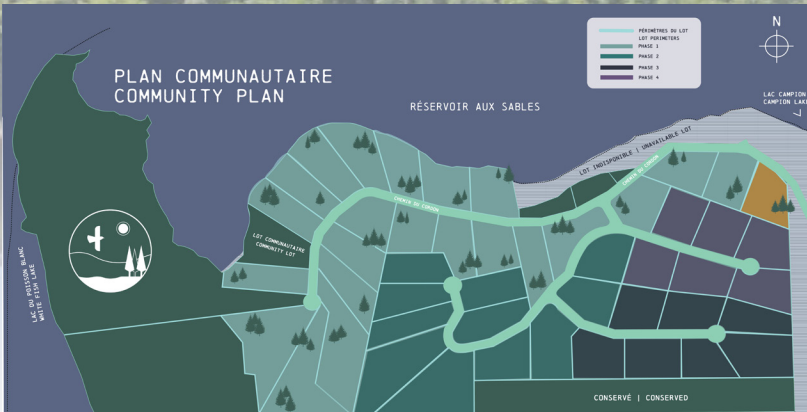 PLAN COMMUNAUTAIRE
COMMUNITY PLAN
RÉSERVOIR AUX SABLES
PÉRIMÈTRES DU LOT
LOT PERIMETERS
PHASE 1
PHASE 2
PHASE 3
PHASE 4
N
LAC CAMPION
CAMPION LAKE
LOT INDISPONIBLE | UNAVAILABLE LOT
CHEMIN DU CORDON
CHEMIN DU CORDON
LOT COMMUNAUTAIRE
COMMUNITY LOT
LAC DU POISSON BLANC
WHITE FISH LAKE
CONSERVÉ | CONSERVED